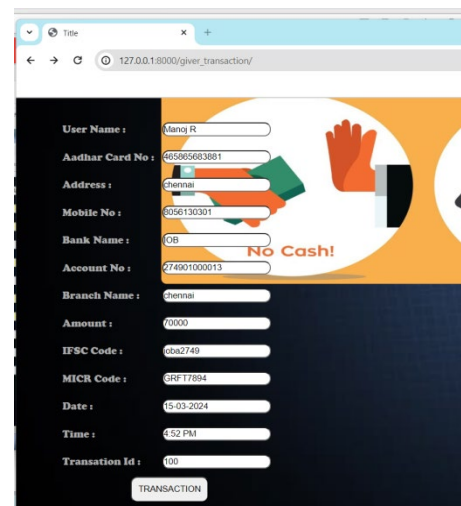 Title
127.0.0.1:8000/giver_transaction/
User Name : Manoj R
Aadhar Card No : 465865683881
Address : chennai
Mobile No : 8056130301
Bank Name : IOB
No Cash!
Account No : 274901000013
Branch Name : chennai
Amount : 70000
IFSC Code : ioba2749
MICR Code : GRFT7894
Date : 15-03-2024
Time : 4:52 PM
Transation Id : 100
TRANSACTION